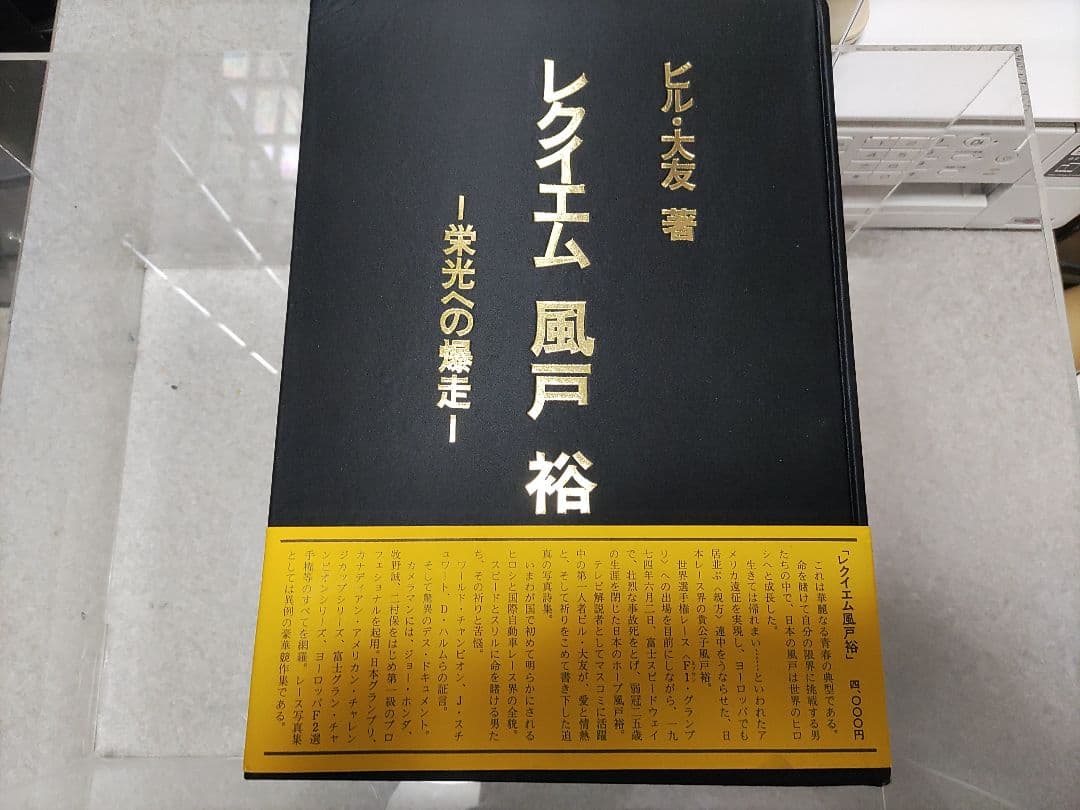 ビル・大友 著
レクイエム 風戸 裕
ー栄光への爆走ー
「レクイエム風戸裕」 四、〇〇〇円
これは華麗なる青春の典型である。
命を賭けて自分の限界に挑戦する男
たちの中で、日本の風戸は世界のヒロ
シへと成長した。
生きては帰れまい……といわれたア
メリカ遠征を実現し、ヨーロッパでも
居並ぶ〈親方〉連中をうならせた、日
本レース界の貴公子風戸裕。
世界選手権レース〈F1・グランプ
リ〉への出場を目前にしながら、一九
七四年六月二日、富士スピードウェイ
で、壮烈な事故死をとげ、弱冠二五歳
の生涯を閉じた日本のホープ風戸裕。
テレビ解説者としてマスコミに活躍
中の第一人者ビル・大友が、愛と情熱
と、そして祈りをこめて書き下した迫
真の写真詩集。
いまわが国で初めて明らかにされる
ヒロシと国際自動車レース界の全貌。
スピードとスリルに命を賭ける男た
ち、その祈りと苦悩。
ワールド・チャンピオン、J・スチ
ュワート、D・ハルムらの証言。
そして驚異のデス・ドキュメント。
カメラマンには、ジョー・ホンダ、
牧野誠、二村保をはじめ第一級のプロ
フェショナルを起用。日本グランプリ、
カナディアン・アメリカン・チャレン
ジカップシリーズ、富士グラン・チャ
ンピオンシリーズ、ヨーロッパF2選
手権等のすべてを網羅。レース写真集
としては異例の豪華競作集である。